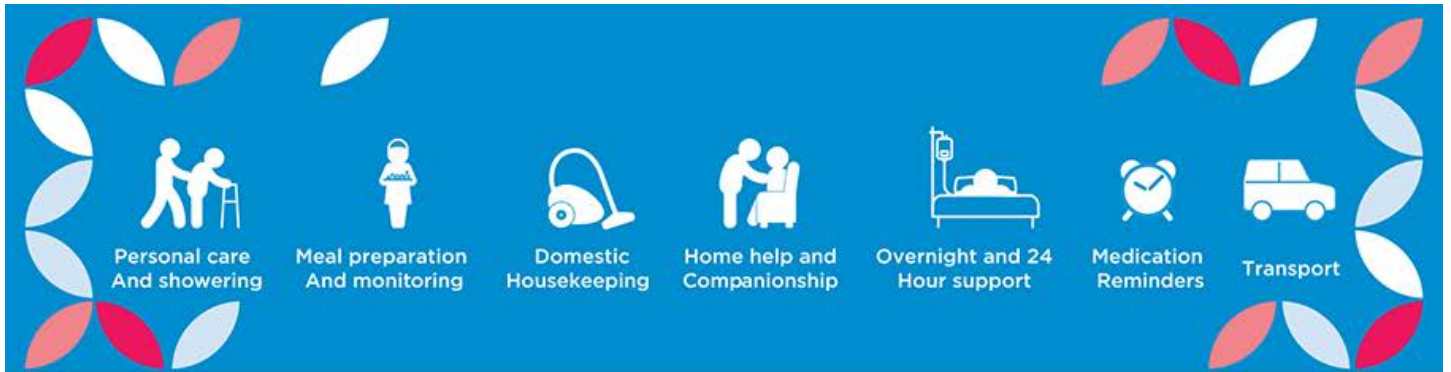 Personal care
And showering
Meal preparation
And monitoring
Domestic
Housekeeping
Home help and
Companionship
Overnight and 24
Hour support
Medication
Reminders
Transport